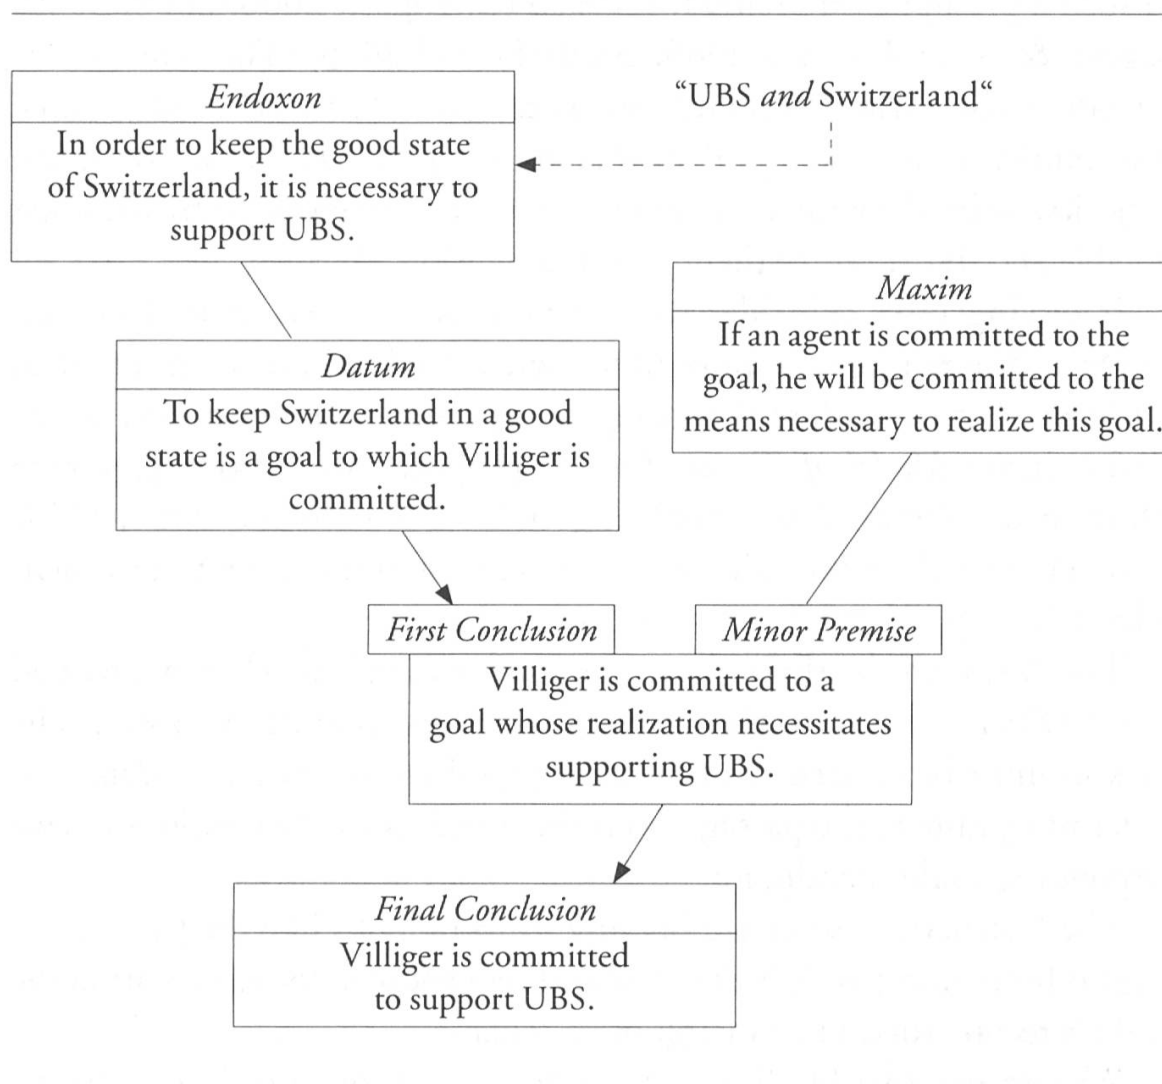 Endoxon
In order to keep the good state
of Switzerland, it is necessary to
support UBS.
“UBS and Switzerland“
Maxim
If an agent is committed to the
goal, he will be committed to the
means necessary to realize this goal.
Datum
To keep Switzerland in a good
state is a goal to which Villiger is
committed.
First Conclusion
Minor Premise
Villiger is committed to a
goal whose realization necessitates
supporting UBS.
Final Conclusion
Villiger is committed
to support UBS.